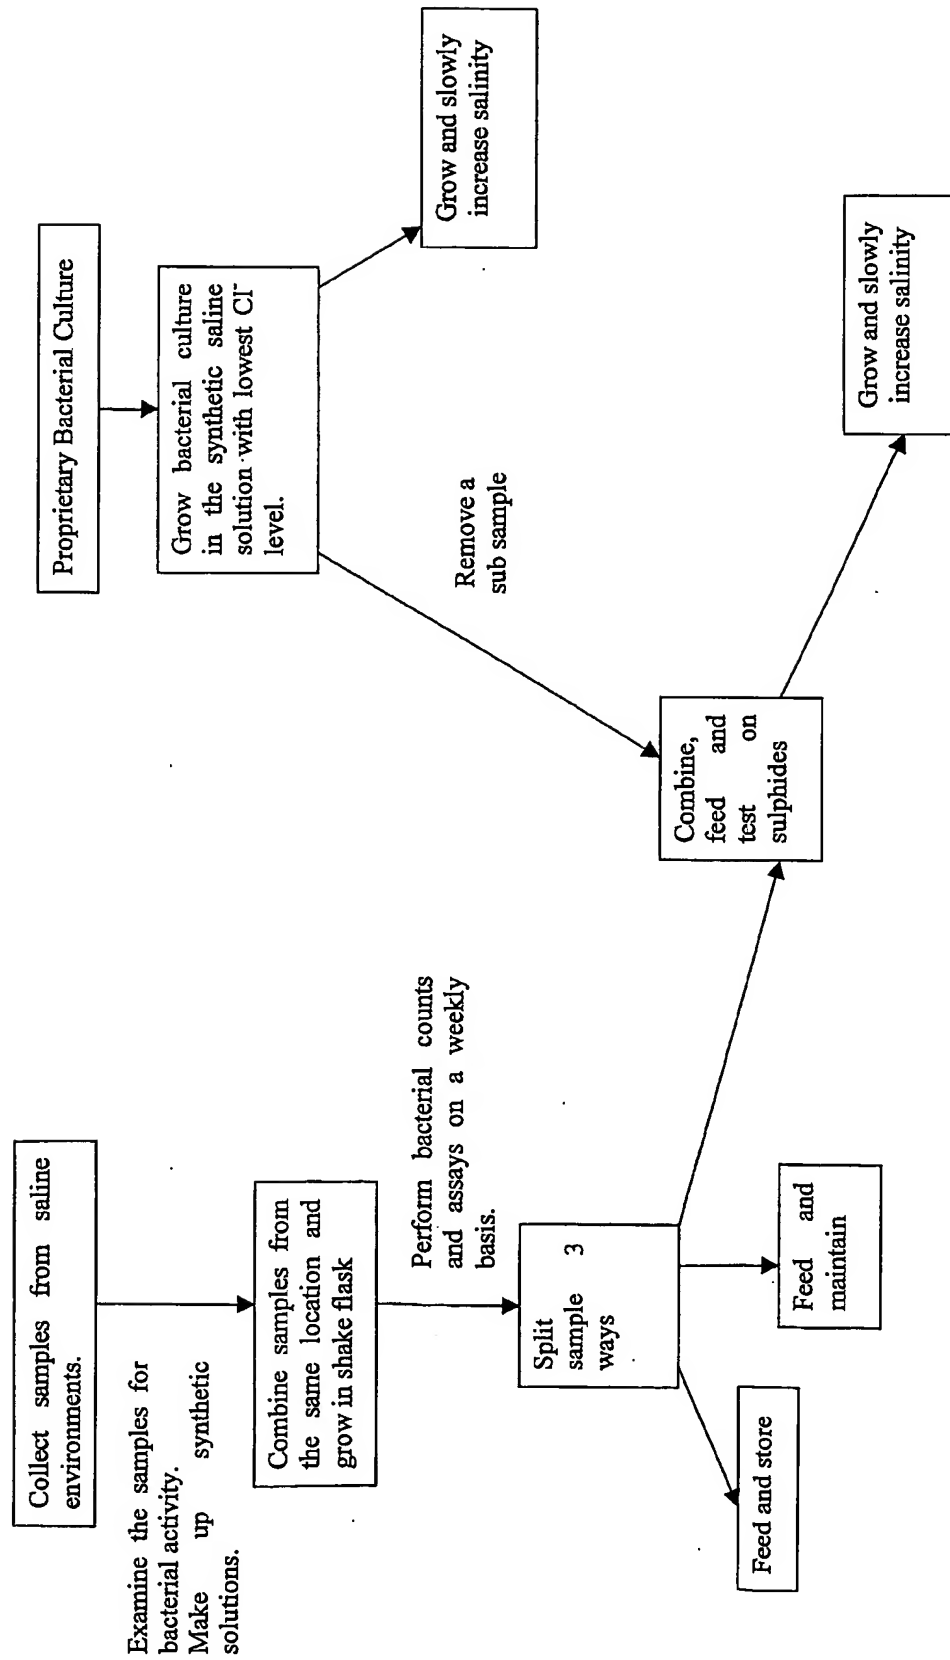 Collect samples from saline
environments.
Examine the samples for
bacterial activity.
Make up synthetic
solutions.
Combine samples from
the same location and
grow in shake flask
Perform bacterial counts
and assays on a weekly
basis.
Split
sample 3
ways
Feed and store
Feed and
maintain
Proprietary Bacterial Culture
Grow bacterial culture
in the synthetic saline
solution with lowest Cl⁻
level.
Remove a
sub sample
Grow and slowly
increase salinity
Combine,
feed and
test on
sulphides
Grow and slowly
increase salinity